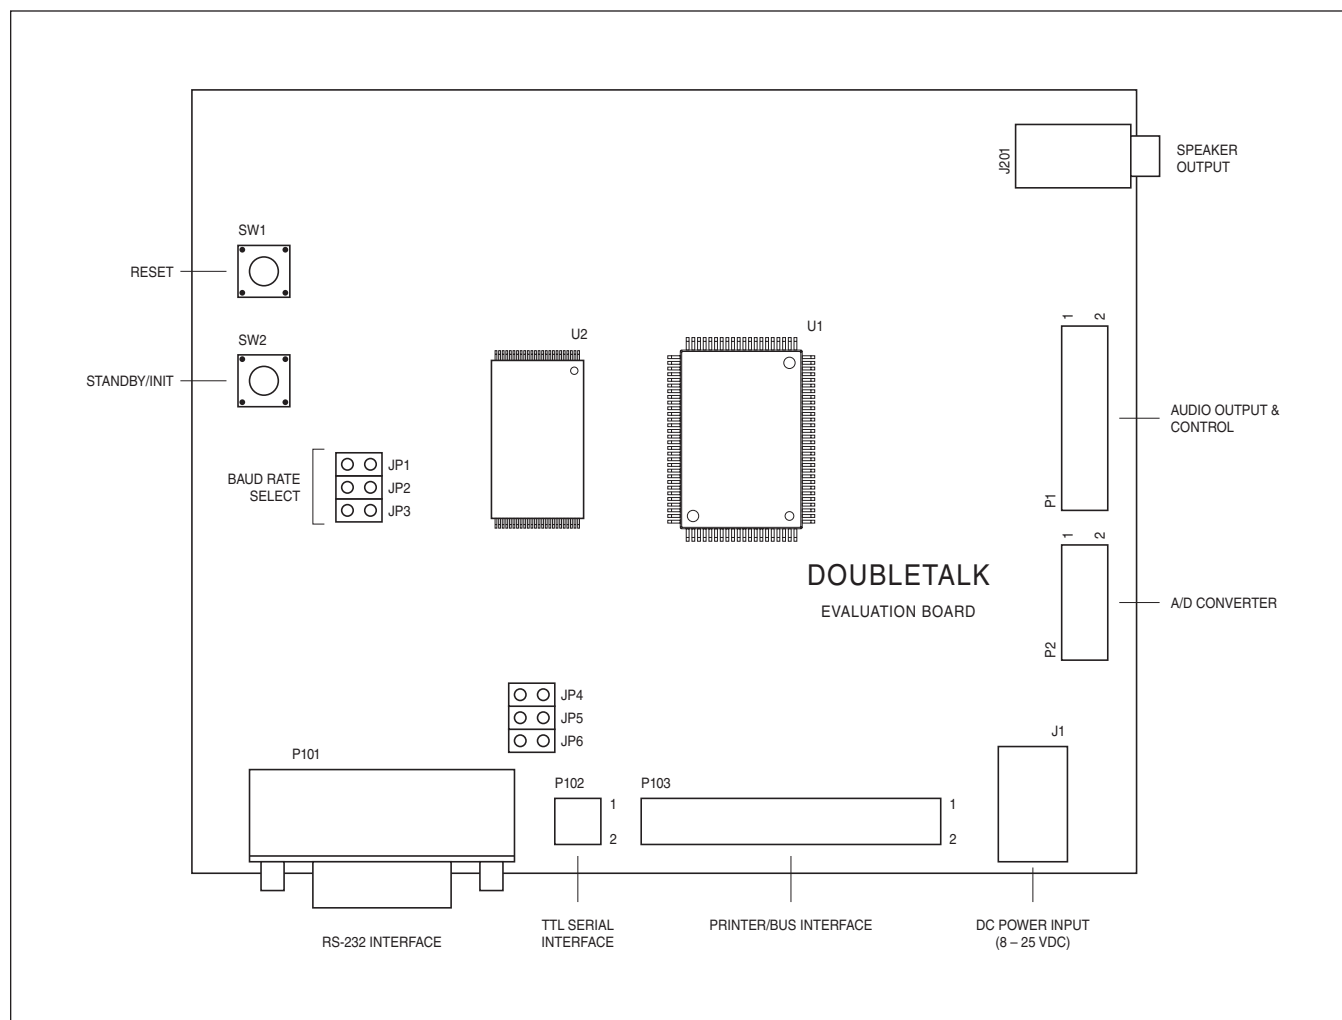 J201
SPEAKER
OUTPUT
SW1
RESET
1 2
U2
U1
SW2
STANDBY/INIT
AUDIO OUTPUT &
CONTROL
BAUD RATE
SELECT
JP1
JP2
JP3
P1
1 2
DOUBLETALK
EVALUATION BOARD
A/D CONVERTER
P2
JP4
JP5
JP6
J1
P101
P102
1
2
P103
1
2
RS-232 INTERFACE
TTL SERIAL
INTERFACE
PRINTER/BUS INTERFACE
DC POWER INPUT
(8 – 25 VDC)